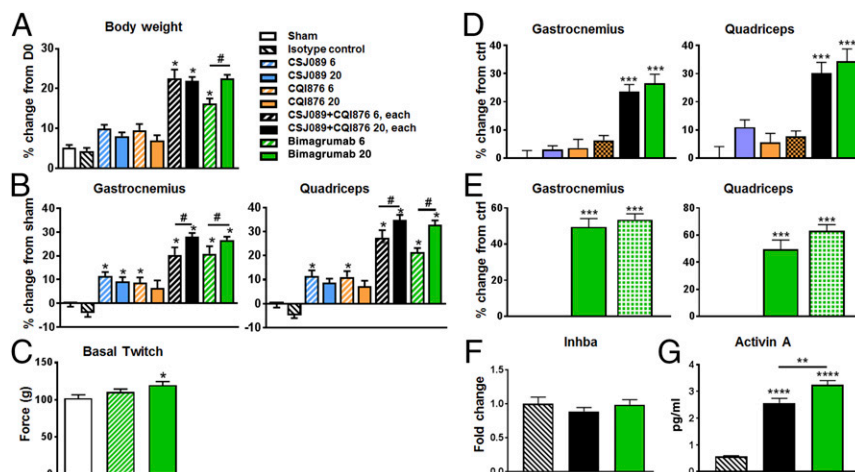 A
Body weight
% change from D0
30
20
10
0
* * * * #
Sham
Isotype control
CSJ089 6
CSJ089 20
CQI876 6
CQI876 20
CSJ089+CQI876 6, each
CSJ089+CQI876 20, each
Bimagrumab 6
Bimagrumab 20
B
Gastrocnemius
% change from sham
40
30
20
10
0
-10
* * * * * * * # #
Quadriceps
40
30
20
10
0
-10
* * * * * * # #
C
Basal Twitch
Force (g)
150
100
50
*
D
Gastrocnemius
% change from ctrl
40
30
20
10
0
*** ***
Quadriceps
40
30
20
10
0
*** ***
E
Gastrocnemius
% change from ctrl
60
40
20
0
*** ***
Quadriceps
80
60
40
20
0
*** ***
F
Inhba
Fold change
1.5
1.0
0.5
0.0
G
Activin A
pg/ml
4
3
2
1
0
**** ** ****